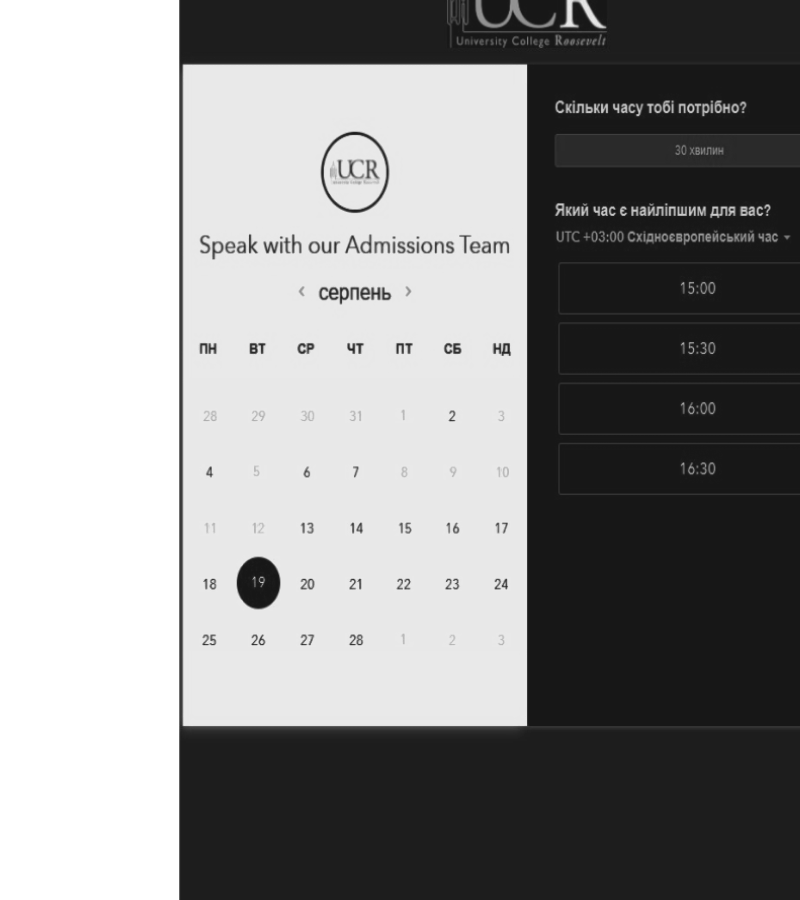 UCR
University College Roosevelt
UCR
Speak with our Admissions Team
‹ серпень ›
ПН ВТ СР ЧТ ПТ СБ НД
28 29 30 31 1 2 3
4 5 6 7 8 9 10
11 12 13 14 15 16 17
18 19 20 21 22 23 24
25 26 27 28 1 2 3
Скільки часу тобі потрібно?
30 хвилин
Який час є найліпшим для вас?
UTC +03:00 Східноєвропейський час
15:00
15:30
16:00
16:30